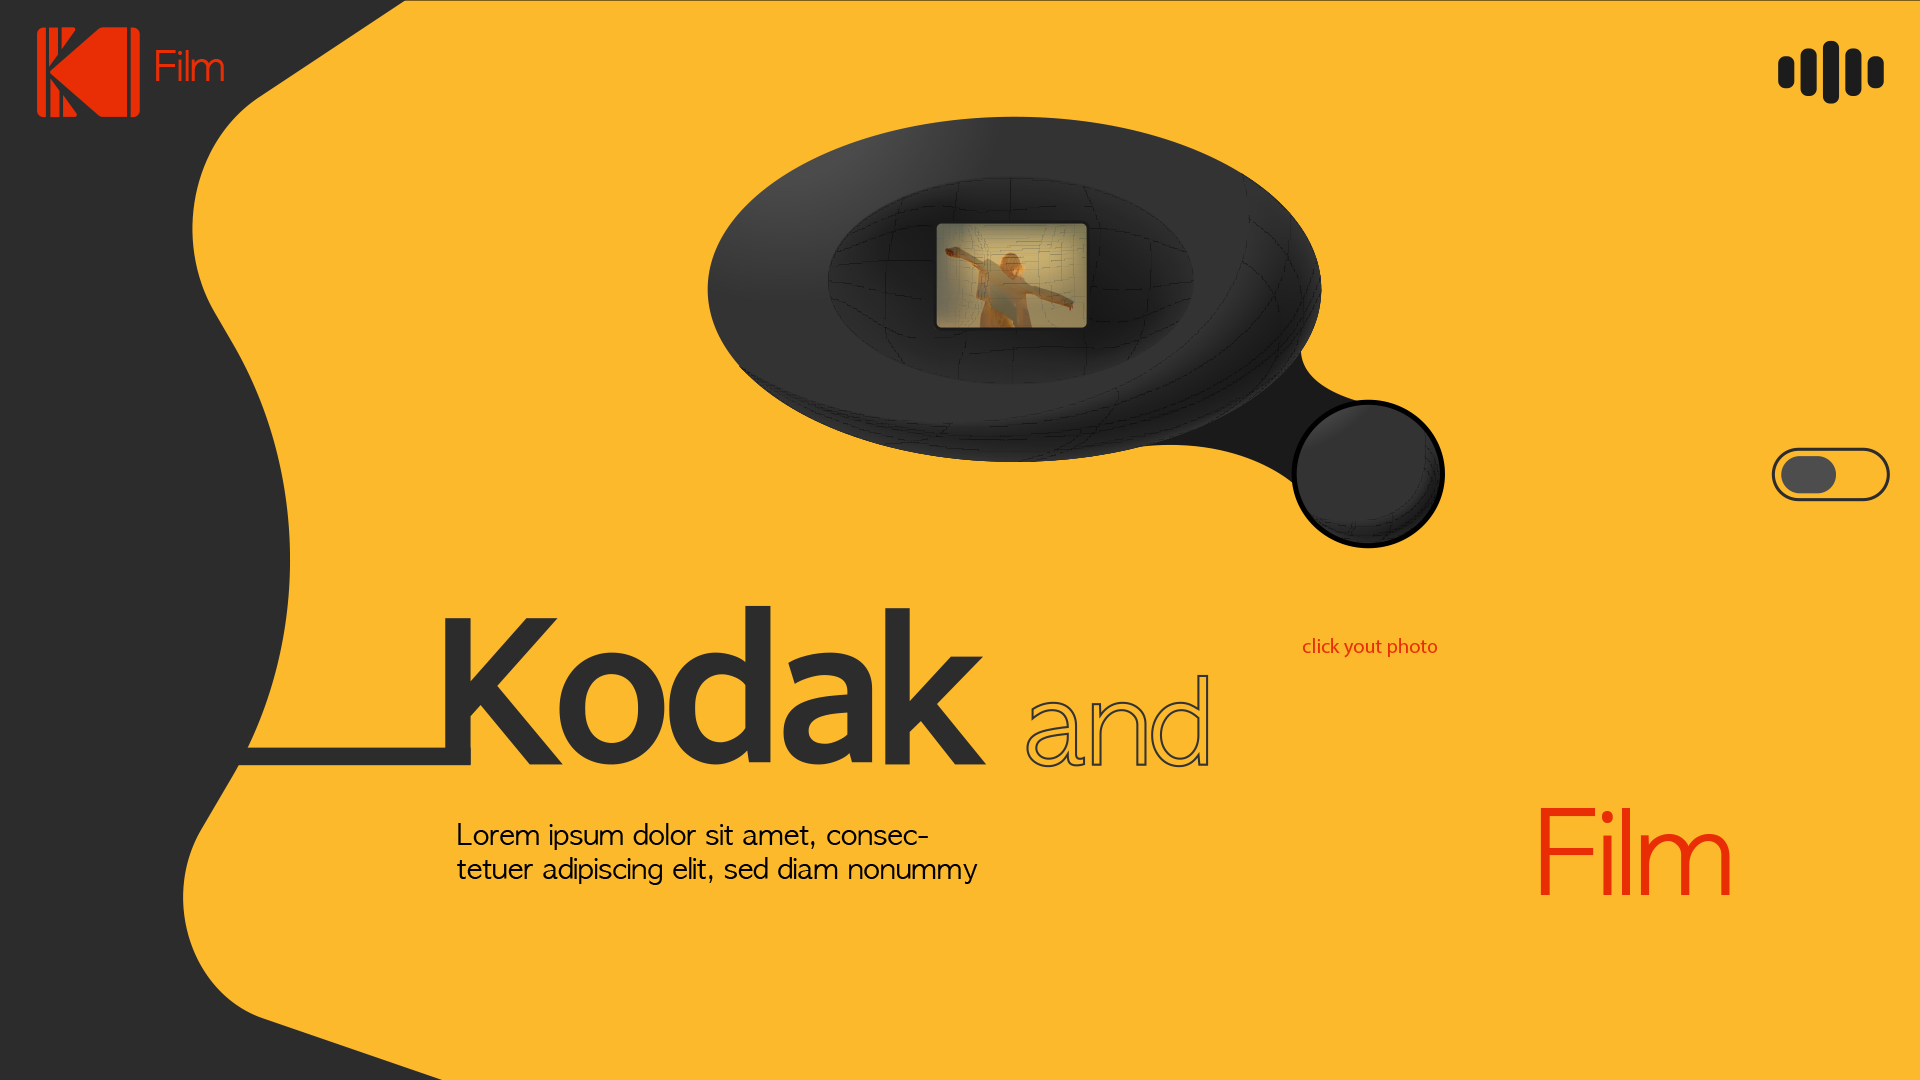 Film
Kodak and
click yout photo
Lorem ipsum dolor sit amet, consec-
tetuer adipiscing elit, sed diam nonummy
Film